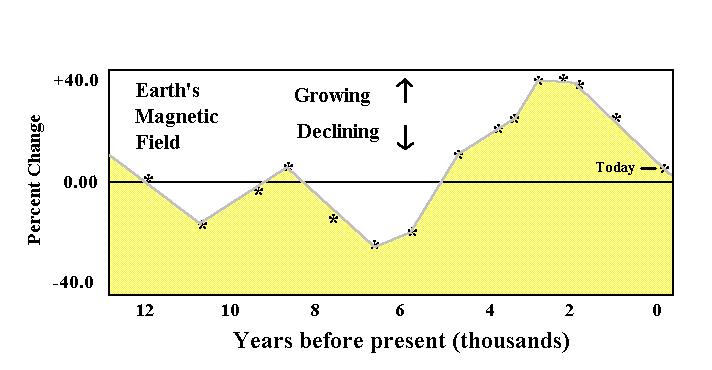 +40.0
Earth's
Magnetic
Field
Growing
Declining
Percent Change
0.00
Today
-40.0
12 10 8 6 4 2 0
Years before present (thousands)